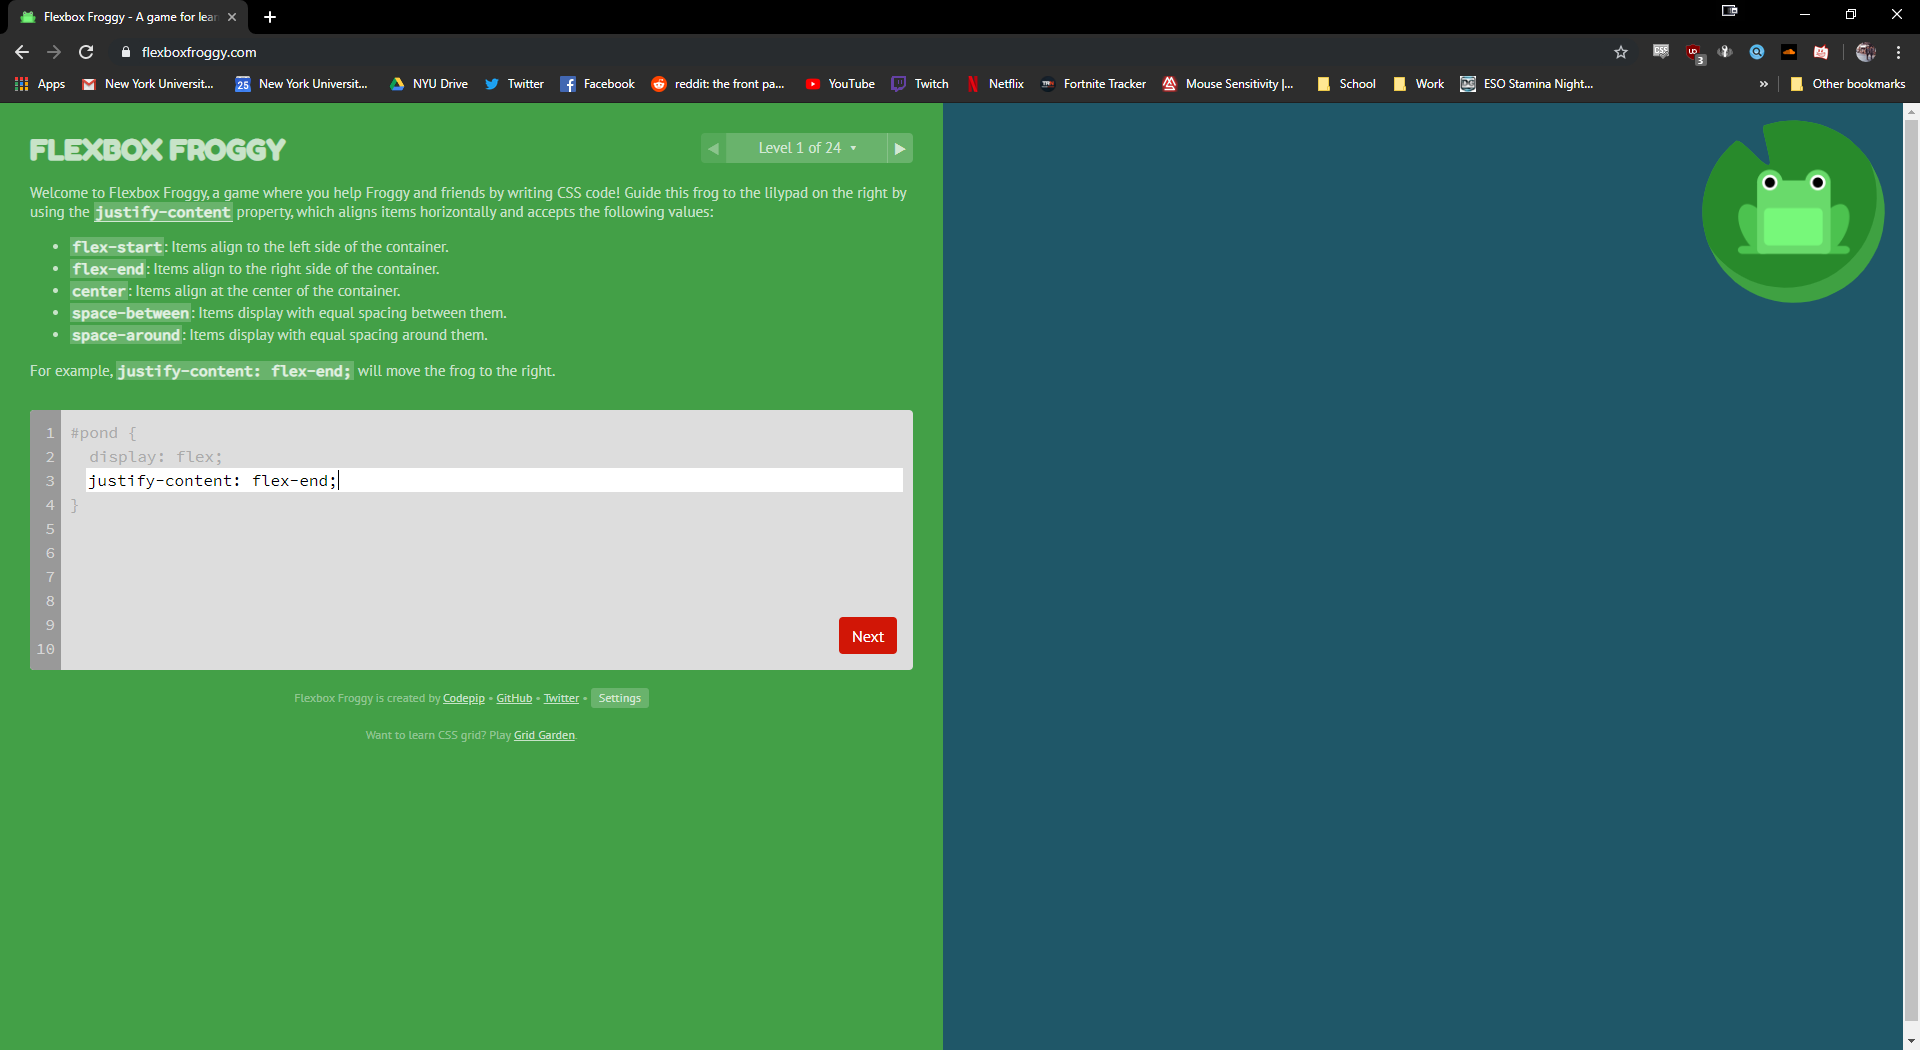 Flexbox Froggy - A game for lear
flexboxfroggy.com
CSS
UD
3
Apps
New York Universit...
25
New York Universit...
NYU Drive
Twitter
Facebook
reddit: the front pa...
YouTube
Twitch
Netflix
Fortnite Tracker
Mouse Sensitivity |...
School
Work
ESO Stamina Night...
»
Other bookmarks
FLEXBOX FROGGY
◀ Level 1 of 24 ▾ ▶
Welcome to Flexbox Froggy, a game where you help Froggy and friends by writing CSS code! Guide this frog to the lilypad on the right by
using the justify-content property, which aligns items horizontally and accepts the following values:
• flex-start: Items align to the left side of the container.
• flex-end: Items align to the right side of the container.
• center: Items align at the center of the container.
• space-between: Items display with equal spacing between them.
• space-around: Items display with equal spacing around them.
For example, justify-content: flex-end; will move the frog to the right.
1 #pond {
2 display: flex;
3 justify-content: flex-end;
4 }
5
6
7
8
9
10
Next
Flexbox Froggy is created by Codepip • GitHub • Twitter • Settings
Want to learn CSS grid? Play Grid Garden.